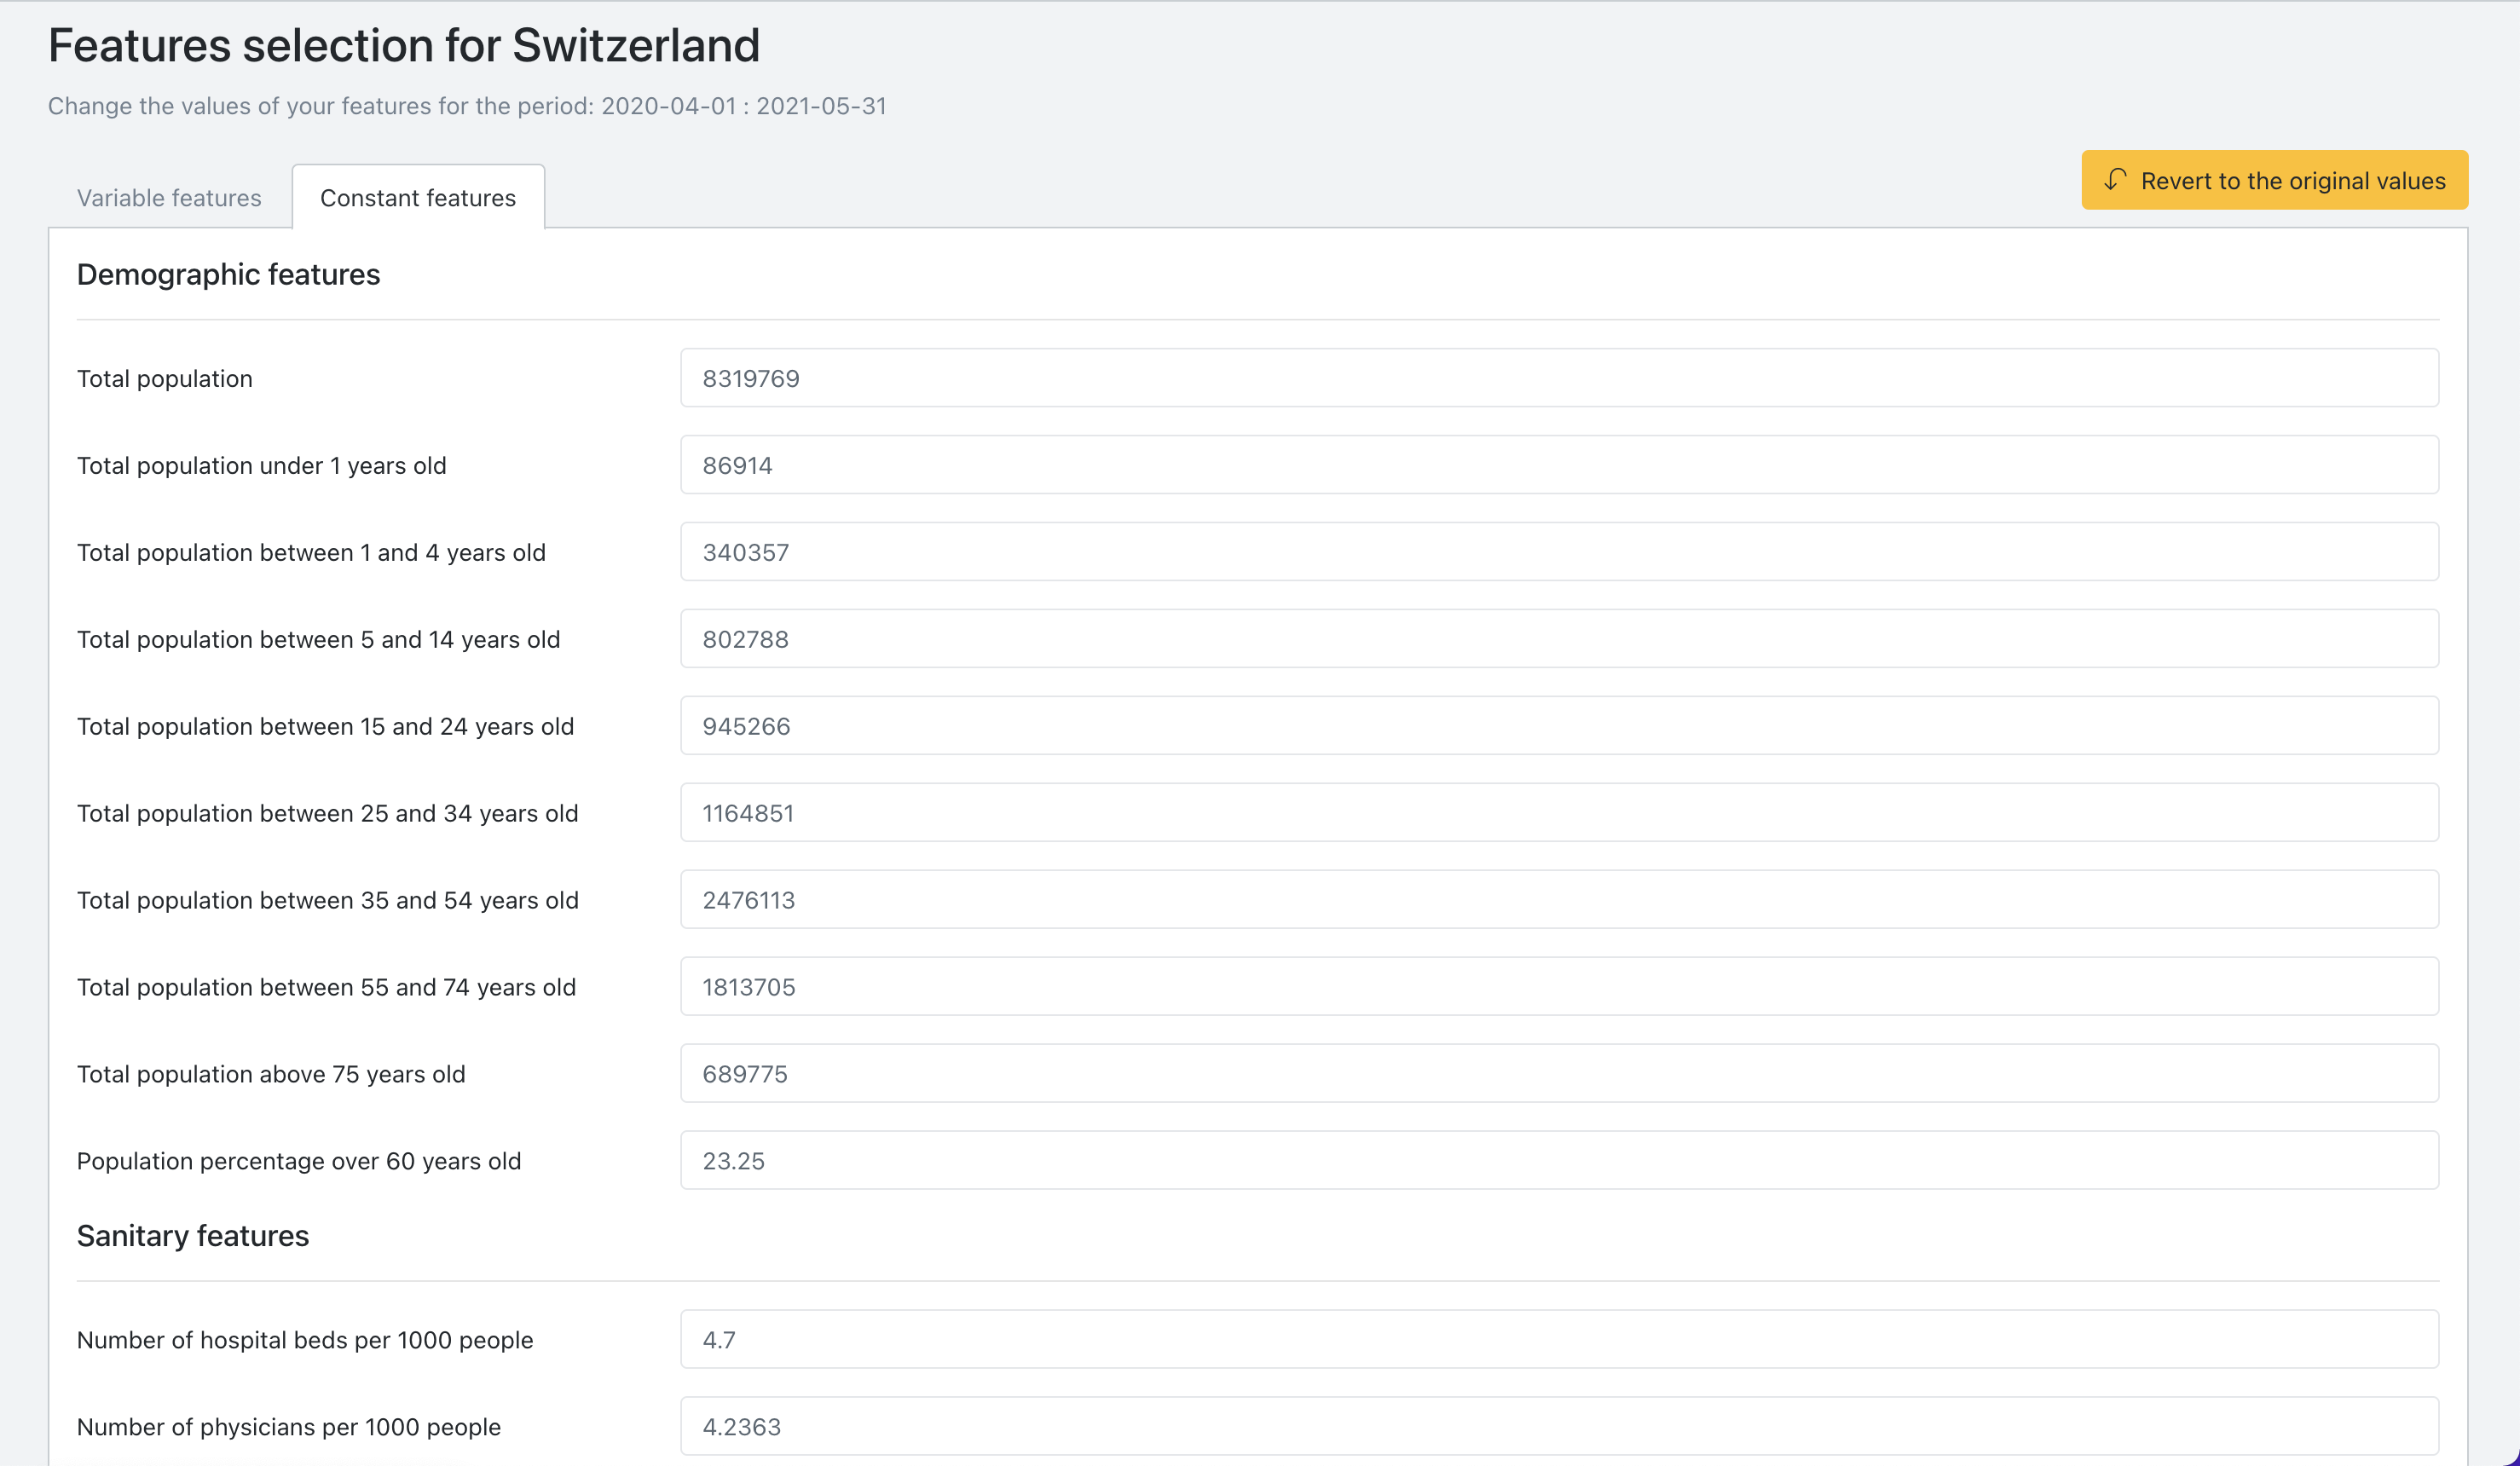 Features selection for Switzerland
Change the values of your features for the period: 2020-04-01 : 2021-05-31
Variable features
Constant features
Revert to the original values
Demographic features
Total population
8319769
Total population under 1 years old
86914
Total population between 1 and 4 years old
340357
Total population between 5 and 14 years old
802788
Total population between 15 and 24 years old
945266
Total population between 25 and 34 years old
1164851
Total population between 35 and 54 years old
2476113
Total population between 55 and 74 years old
1813705
Total population above 75 years old
689775
Population percentage over 60 years old
23.25
Sanitary features
Number of hospital beds per 1000 people
4.7
Number of physicians per 1000 people
4.2363